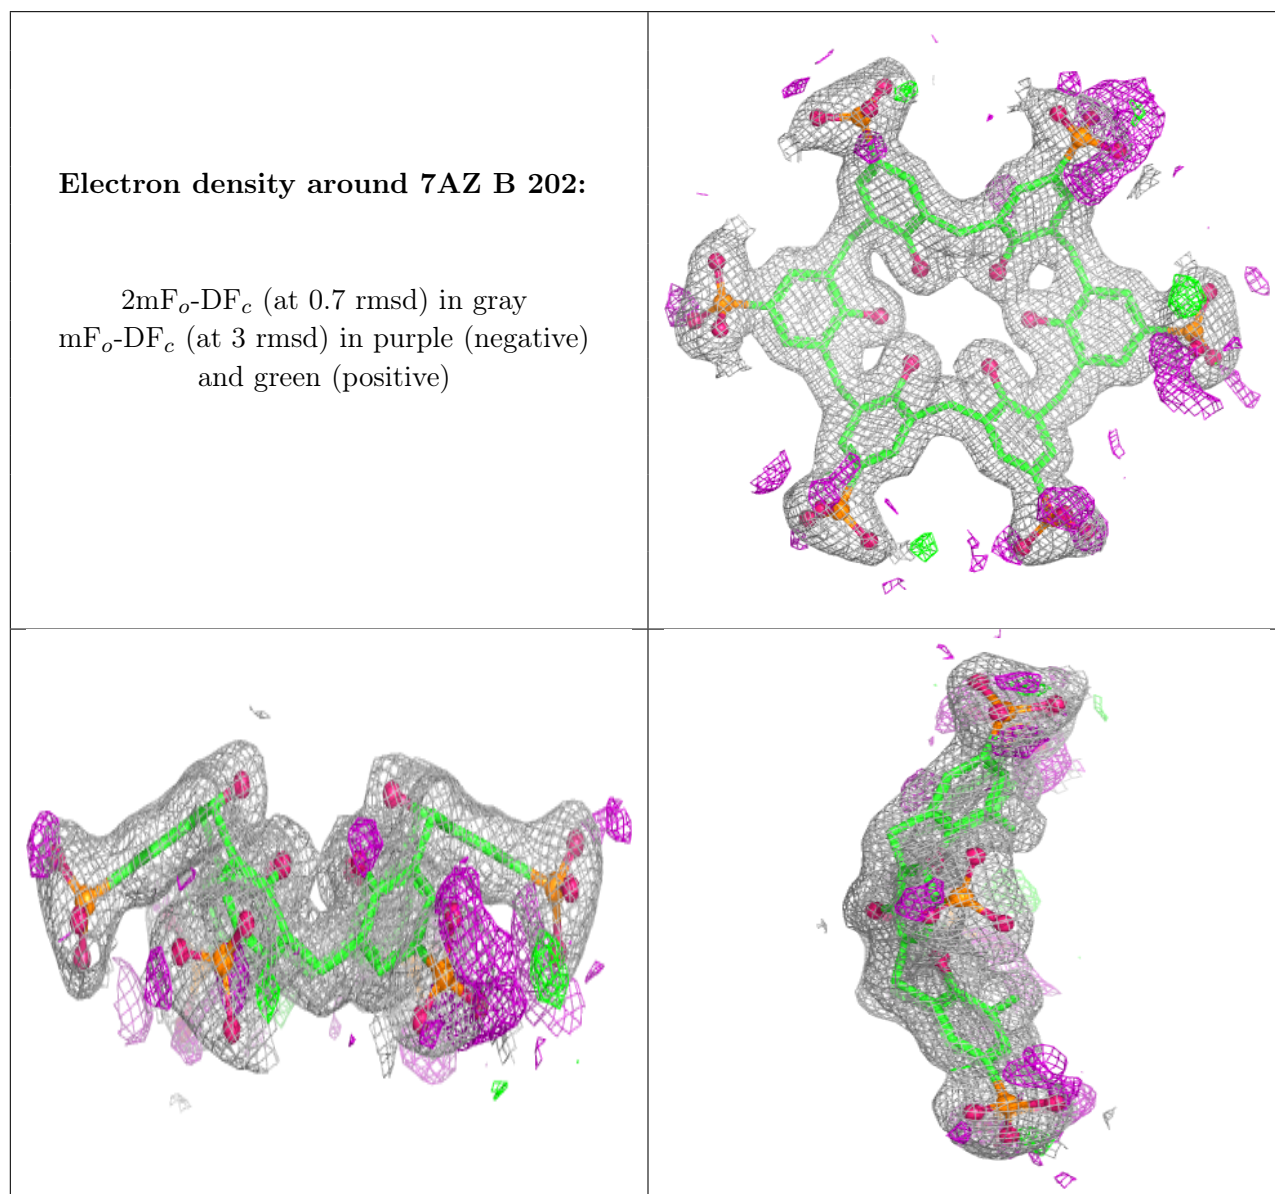 Electron density around 7AZ B 202:
2mFo-DFc (at 0.7 rmsd) in gray
mFo-DFc (at 3 rmsd) in purple (negative)
and green (positive)